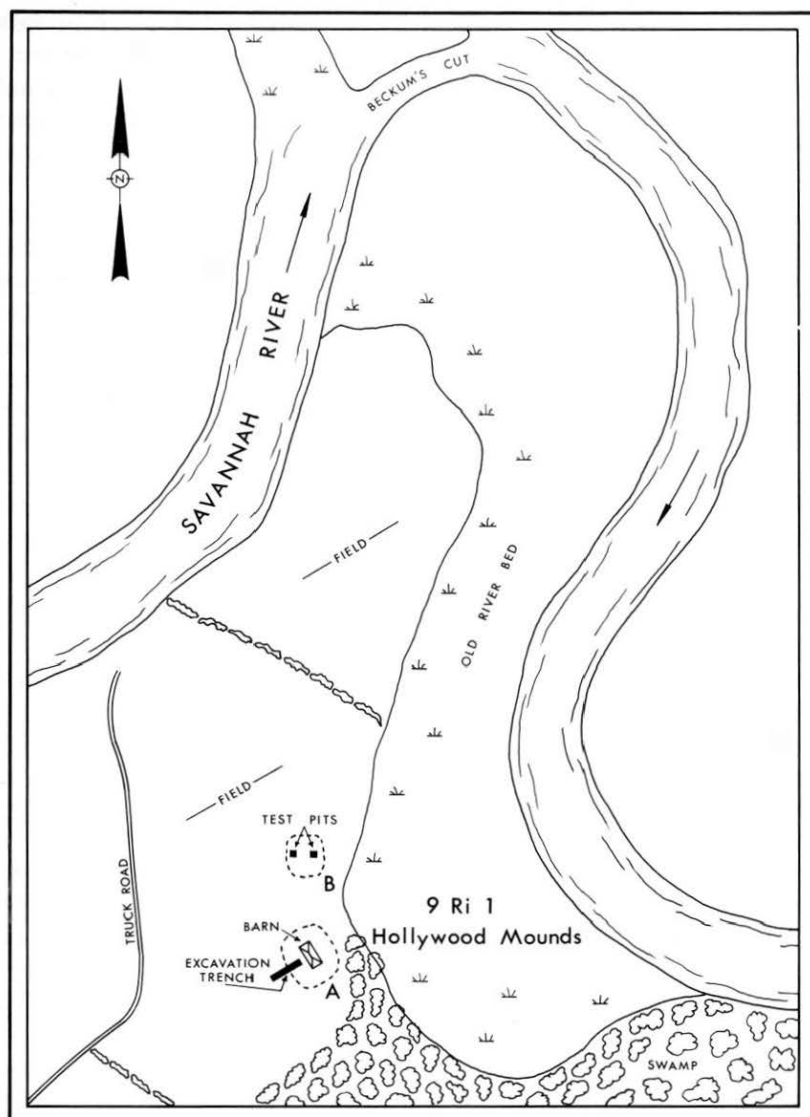 BECKUM'S CUT
N
SAVANNAH RIVER
FIELD
OLD RIVER BED
FIELD
TEST PITS
B
TRUCK ROAD
9 Ri 1
Hollywood Mounds
BARN
EXCAVATION
TRENCH
A
SWAMP